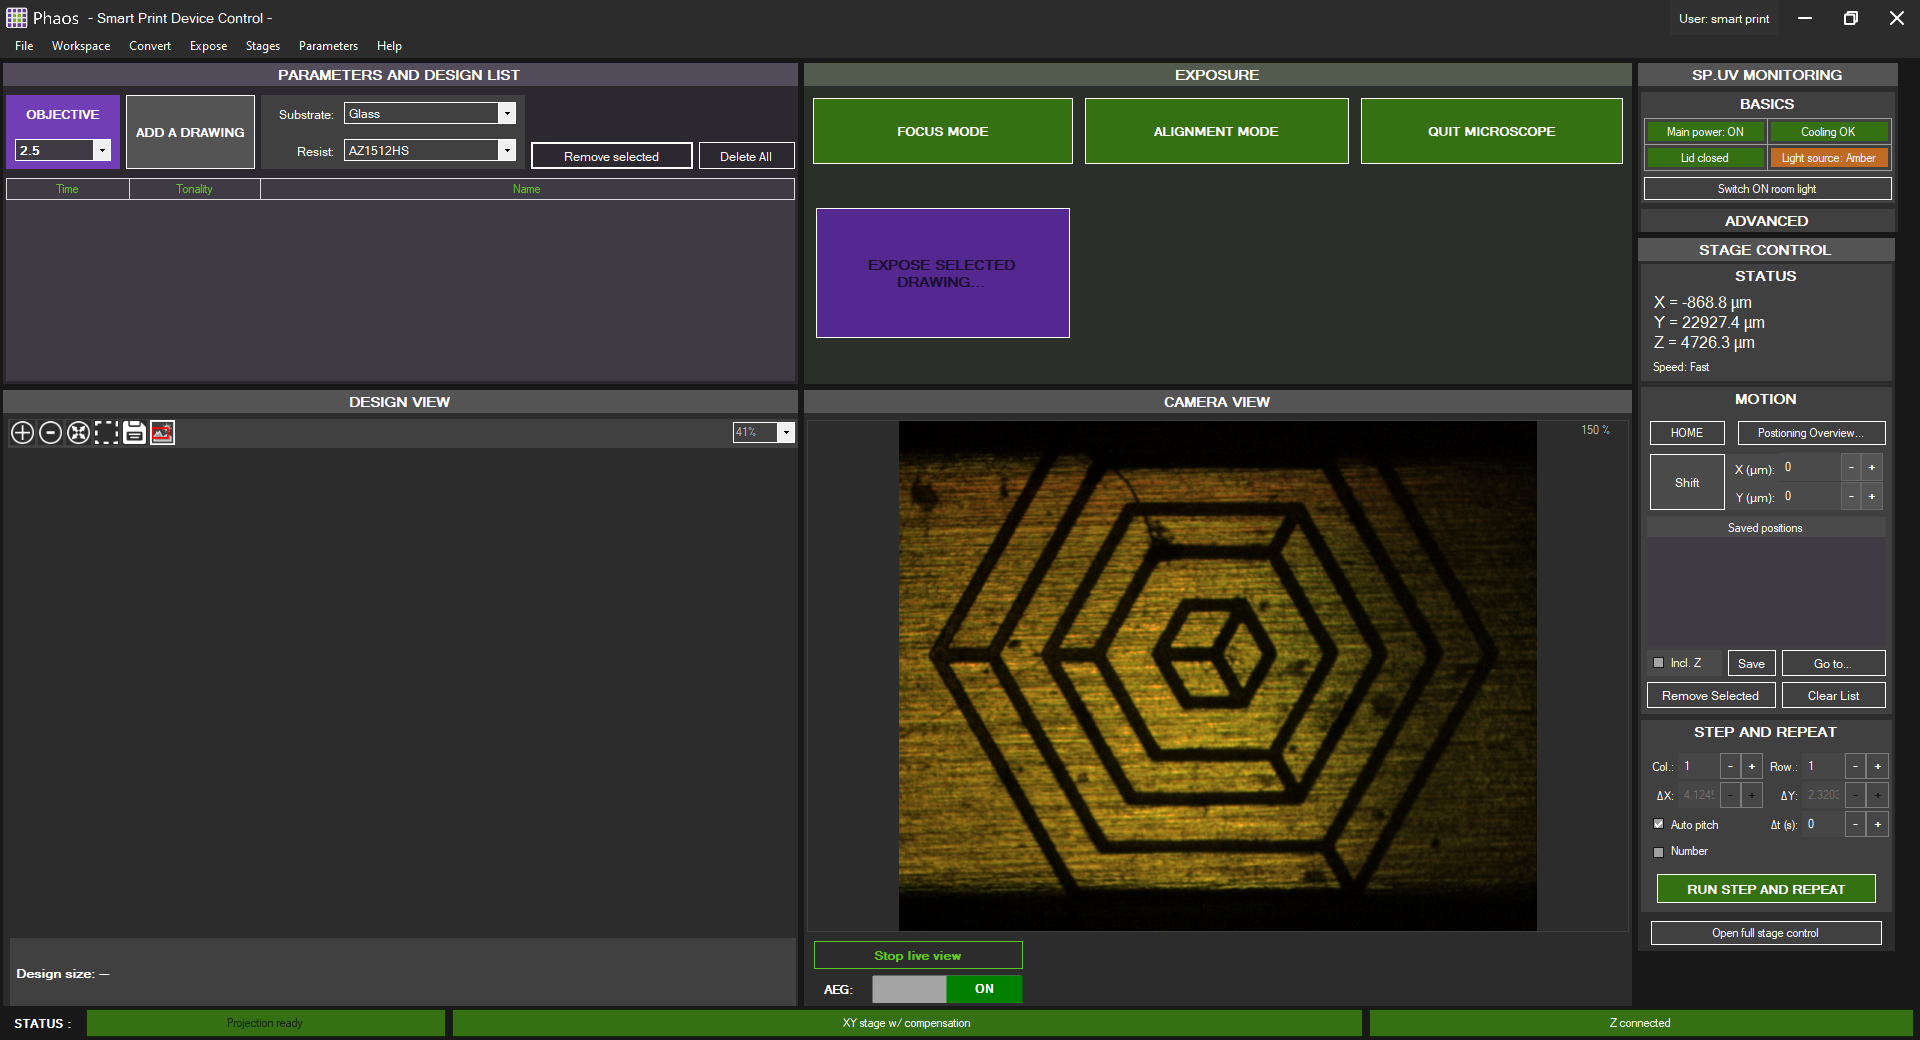 Phaos - Smart Print Device Control -
User: smart print
File Workspace Convert Expose Stages Parameters Help
PARAMETERS AND DESIGN LIST
OBJECTIVE
2.5
ADD A DRAWING
Substrate: Glass
Resist: AZ1512HS
Remove selected
Delete All
Time Tonality Name
EXPOSURE
FOCUS MODE
ALIGNMENT MODE
QUIT MICROSCOPE
EXPOSE SELECTED
DRAWING...
DESIGN VIEW
41%
Design size: —
CAMERA VIEW
150 %
Stop live view
AEG: ON
SP.UV MONITORING
BASICS
Main power: ON Cooling OK
Lid closed Light source: Amber
Switch ON room light
ADVANCED
STAGE CONTROL
STATUS
X = -868.8 µm
Y = 22927.4 µm
Z = 4726.3 µm
Speed: Fast
MOTION
HOME Postioning Overview...
Shift
X (µm): 0 - +
Y (µm): 0 - +
Saved positions
Incl. Z Save Go to...
Remove Selected Clear List
STEP AND REPEAT
Col.: 1 - + Row.: 1 - +
ΔX: 4.1249 - + ΔY: 2.3203 - +
Auto pitch Δt (s): 0 - +
Number
RUN STEP AND REPEAT
Open full stage control
STATUS : Projection ready XY stage w/ compensation Z connected